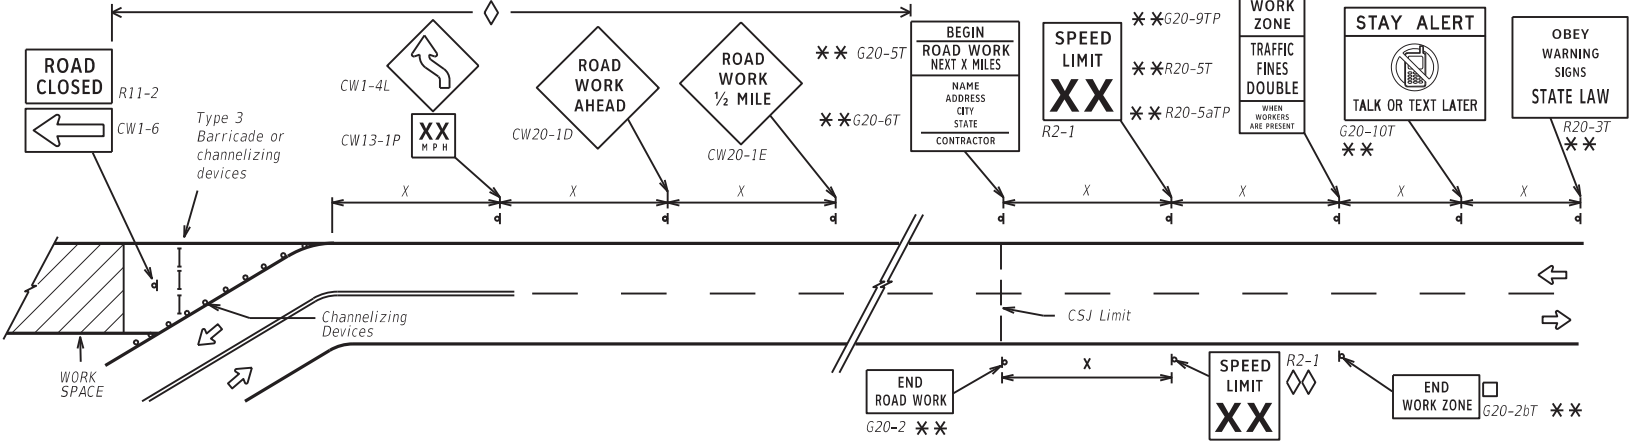 ROAD
CLOSED
R11-2
CW1-6
Type 3
Barricade or
channelizing
devices
CW1-4L
XX
MPH
CW13-1P
ROAD
WORK
AHEAD
CW20-1D
ROAD
WORK
½ MILE
CW20-1E
** G20-5T
**G20-6T
BEGIN
ROAD WORK
NEXT X MILES
NAME
ADDRESS
CITY
STATE
CONTRACTOR
SPEED
LIMIT
XX
R2-1
**G20-9TP
**R20-5T
**R20-5aTP
WORK
ZONE
TRAFFIC
FINES
DOUBLE
WHEN
WORKERS
ARE PRESENT
STAY ALERT
TALK OR TEXT LATER
G20-10T
**
OBEY
WARNING
SIGNS
STATE LAW
R20-3T
**
X
X
X
X
X
X
X
Channelizing
Devices
WORK
SPACE
CSJ Limit
X
END
ROAD WORK
G20-2 **
SPEED
LIMIT
XX
R2-1
END
WORK ZONE
G20-2bT **